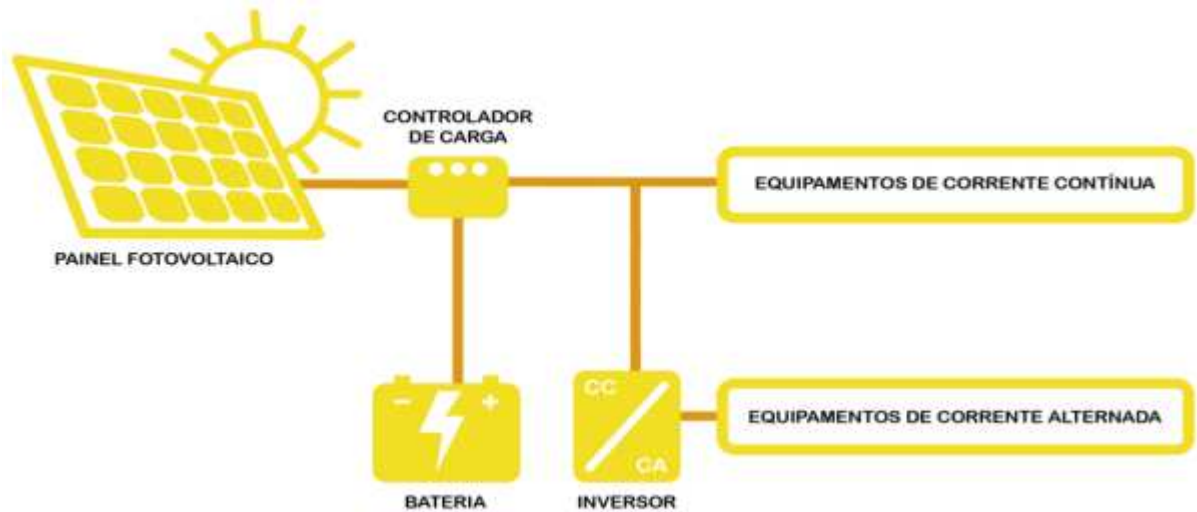 CONTROLADOR
DE CARGA
EQUIPAMENTOS DE CORRENTE CONTÍNUA
PAINEL FOTOVOLTAICO
CC
CA
EQUIPAMENTOS DE CORRENTE ALTERNADA
BATERIA
INVERSOR